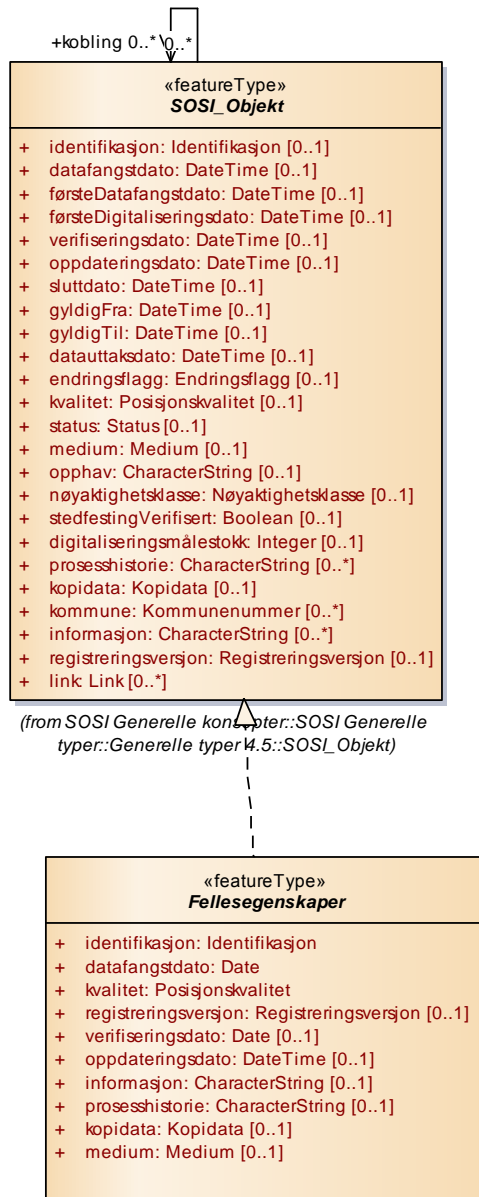 +kobling 0..* 0..*
«featureType»
SOSI_Objekt
+ identifikasjon: Identifikasjon [0..1]
+ datafangstdato: DateTime [0..1]
+ førsteDatafangstdato: DateTime [0..1]
+ førsteDigitaliseringsdato: DateTime [0..1]
+ verifiseringsdato: DateTime [0..1]
+ oppdateringsdato: DateTime [0..1]
+ sluttdato: DateTime [0..1]
+ gyldigFra: DateTime [0..1]
+ gyldigTil: DateTime [0..1]
+ datauttaksdato: DateTime [0..1]
+ endringsflagg: Endringsflagg [0..1]
+ kvalitet: Posisjonskvalitet [0..1]
+ status: Status [0..1]
+ medium: Medium [0..1]
+ opphav: CharacterString [0..1]
+ nøyaktighetsklasse: Nøyaktighetsklasse [0..1]
+ stedfestingVerifisert: Boolean [0..1]
+ digitaliseringsmålestokk: Integer [0..1]
+ prosesshistorie: CharacterString [0..*]
+ kopidata: Kopidata [0..1]
+ kommune: Kommunenummer [0..*]
+ informasjon: CharacterString [0..*]
+ registreringsversjon: Registreringsversjon [0..1]
+ link: Link [0..*]
(from SOSI Generelle konsepter::SOSI Generelle
typer::Generelle typer 4.5::SOSI_Objekt)
«featureType»
Fellesegenskaper
+ identifikasjon: Identifikasjon
+ datafangstdato: Date
+ kvalitet: Posisjonskvalitet
+ registreringsversjon: Registreringsversjon [0..1]
+ verifiseringsdato: Date [0..1]
+ oppdateringsdato: DateTime [0..1]
+ informasjon: CharacterString [0..1]
+ prosesshistorie: CharacterString [0..1]
+ kopidata: Kopidata [0..1]
+ medium: Medium [0..1]